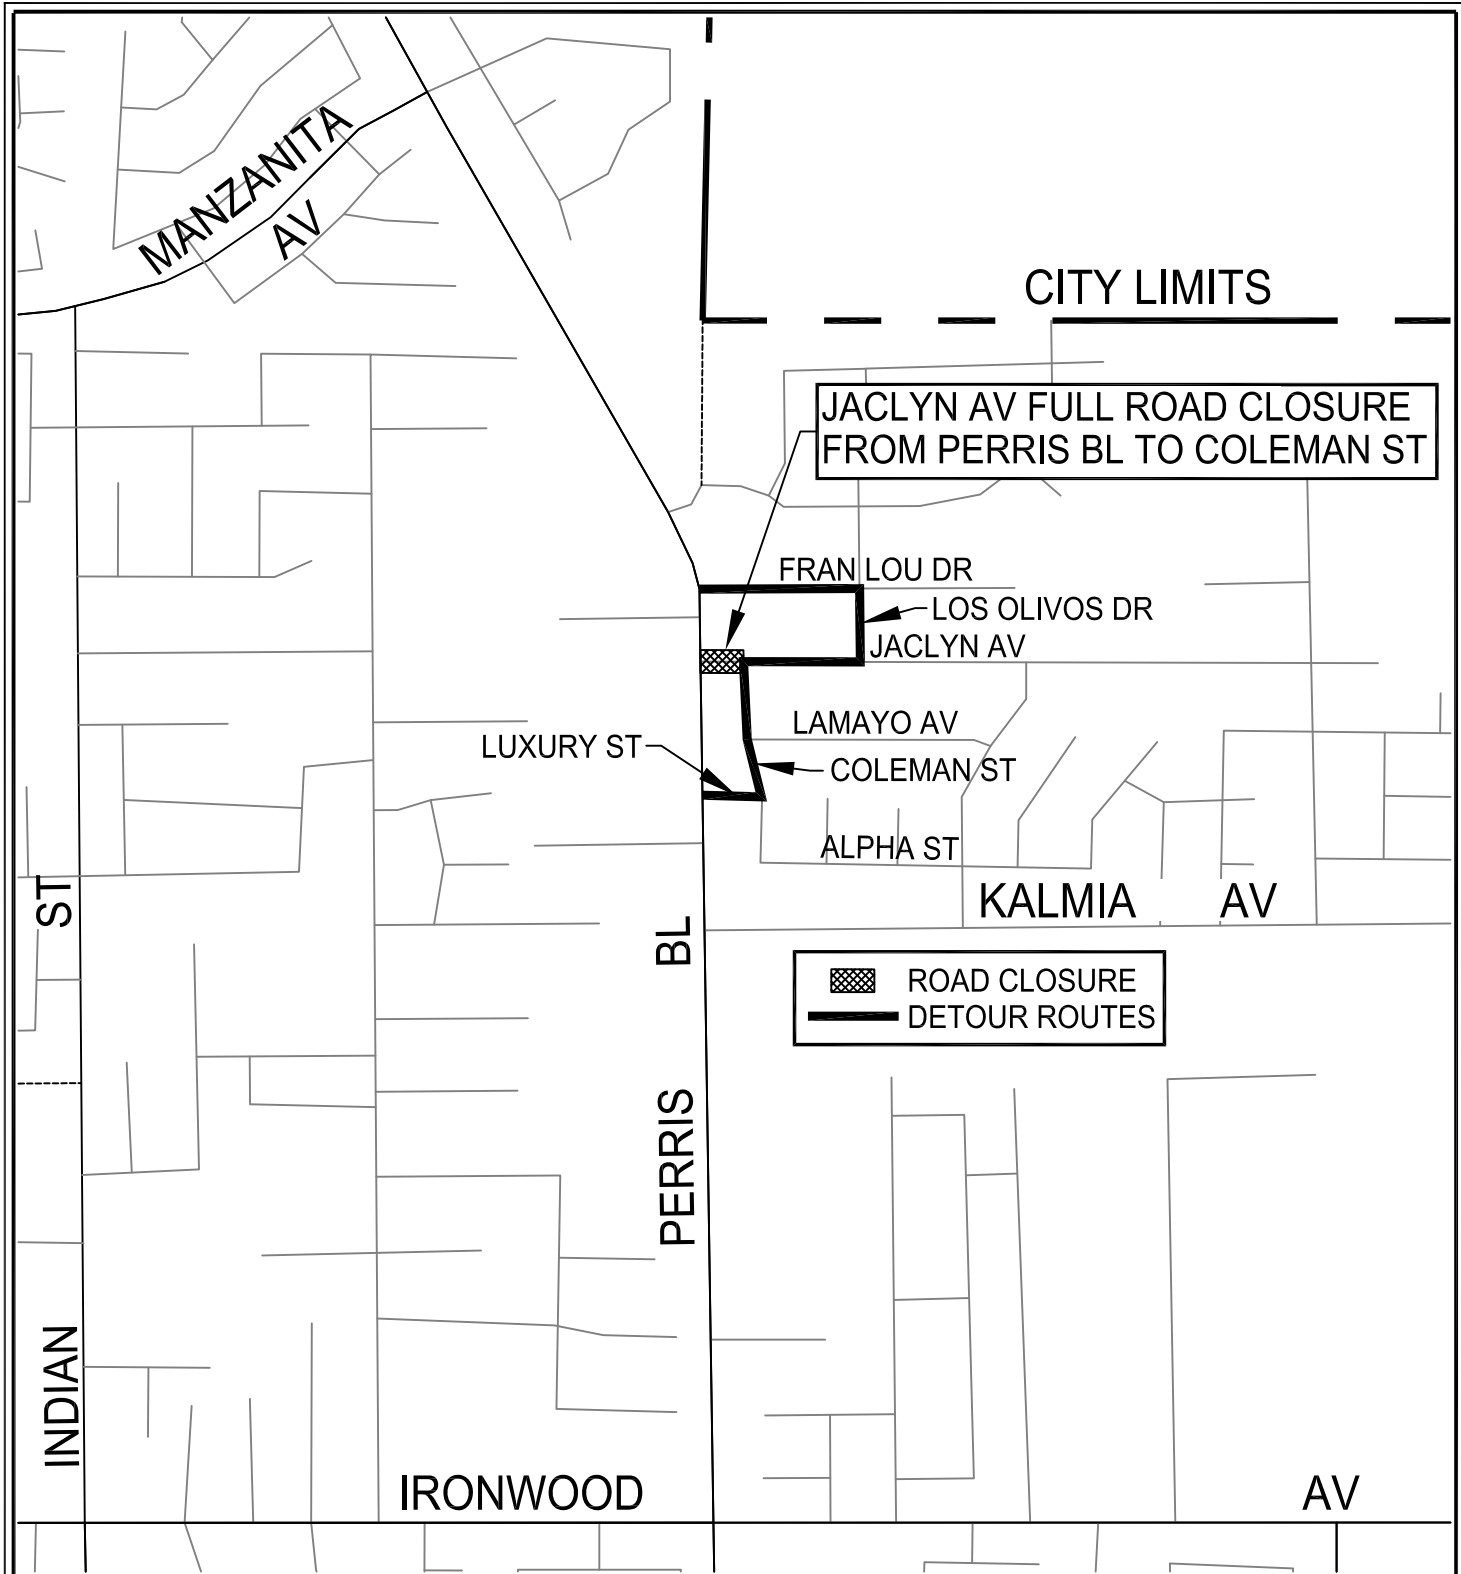 MANZANITA
AV
CITY LIMITS
JACLYN AV FULL ROAD CLOSURE
FROM PERRIS BL TO COLEMAN ST
FRAN LOU DR
LOS OLIVOS DR
JACLYN AV
LAMAYO AV
LUXURY ST
COLEMAN ST
ALPHA ST
KALMIA AV
ST
BL
ROAD CLOSURE
DETOUR ROUTES
PERRIS
INDIAN
IRONWOOD AV